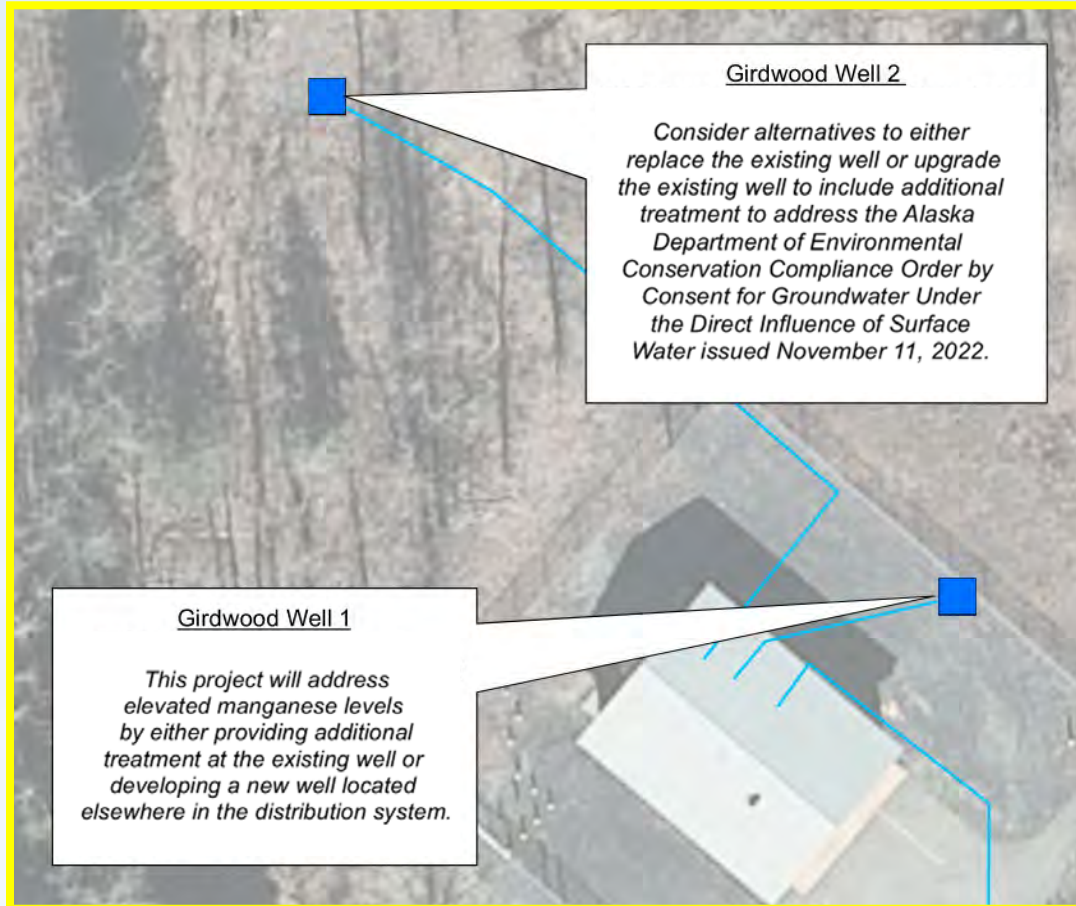 Girdwood Well 2
Consider alternatives to either
replace the existing well or upgrade
the existing well to include additional
treatment to address the Alaska
Department of Environmental
Conservation Compliance Order by
Consent for Groundwater Under
the Direct Influence of Surface
Water issued November 11, 2022.
Girdwood Well 1
This project will address
elevated manganese levels
by either providing additional
treatment at the existing well or
developing a new well located
elsewhere in the distribution system.